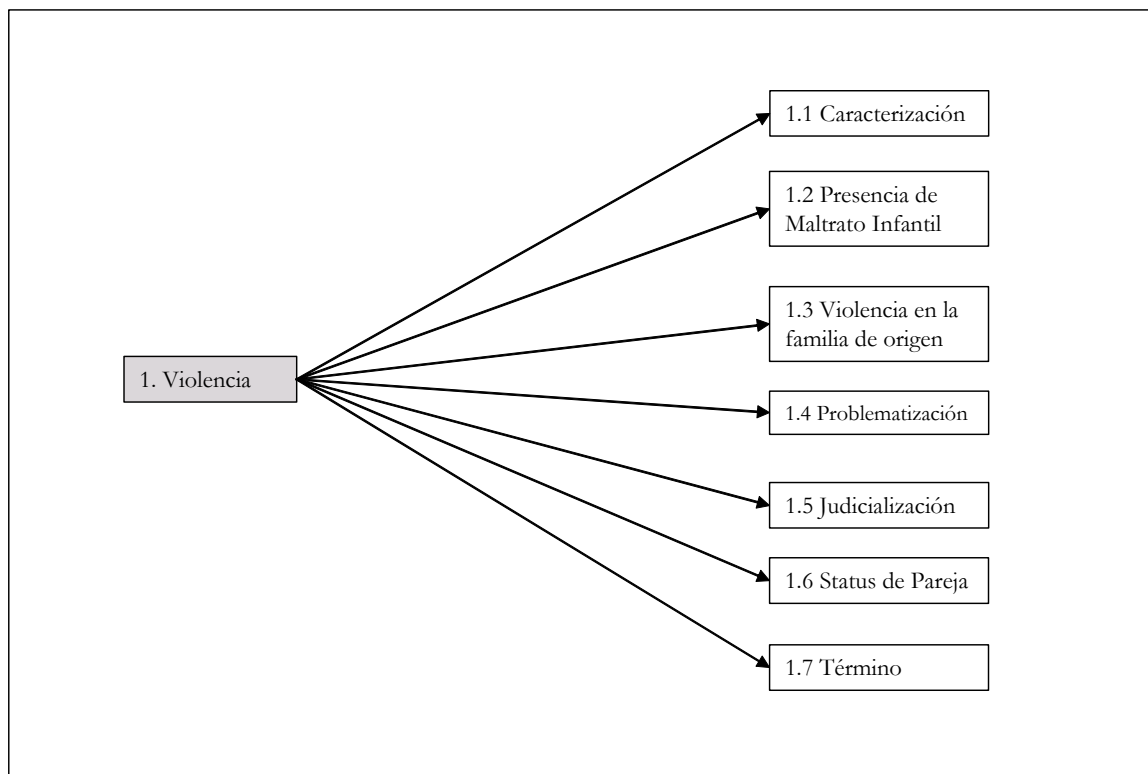 1.1 Caracterización
1.2 Presencia de
Maltrato Infantil
1.3 Violencia en la
familia de origen
1. Violencia
1.4 Problematización
1.5 Judicialización
1.6 Status de Pareja
1.7 Término